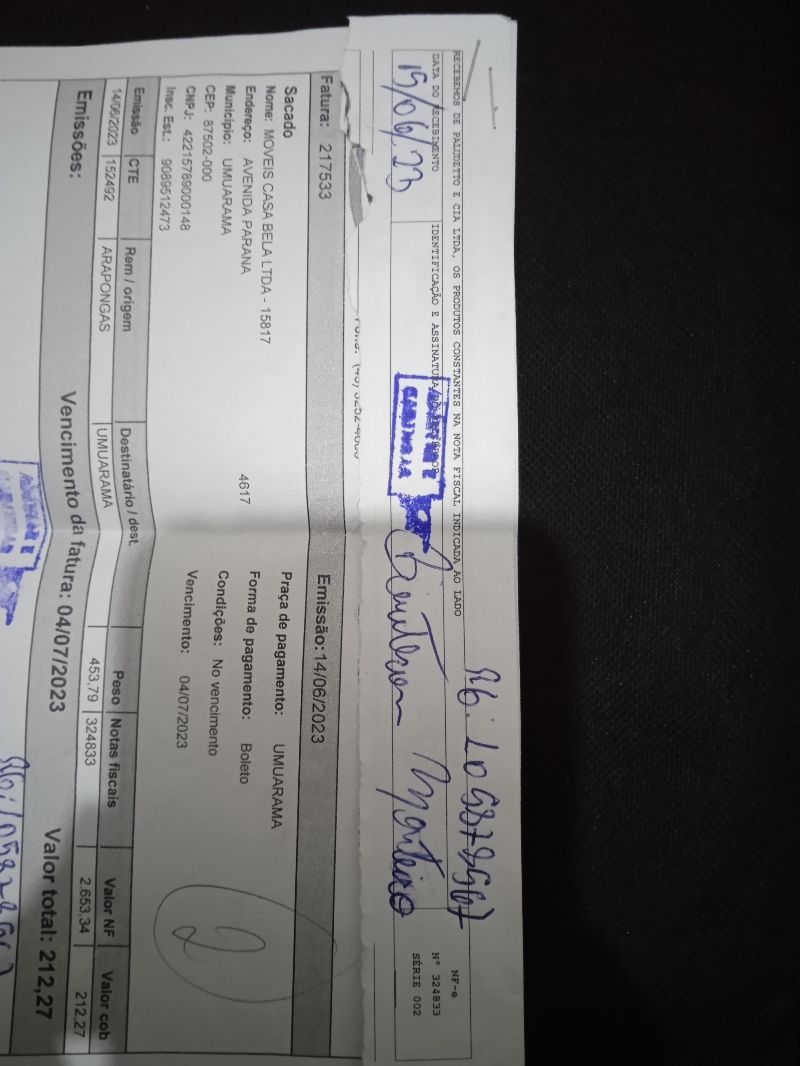 RECEBEMOS DE PALUDETTO E CIA LTDA, OS PRODUTOS CONSTANTES NA NOTA FISCAL INDICADA AO LADO
DATA DO RECEBIMENTO IDENTIFICAÇÃO E ASSINATURA
15/06/23
Monteiro
NF-e
Nº 324833
SÉRIE 002
Fatura: 217533 Emissão:14/06/2023
Sacado
Nome: MOVEIS CASA BELA LTDA - 15817
Endereço: AVENIDA PARANA 4617
Município: UMUARAMA
CEP: 87502-000
CNPJ: 42215789000148
Insc. Est.: 9089512473
Praça de pagamento: UMUARAMA
Forma de pagamento: Boleto
Condições: No vencimento
Vencimento: 04/07/2023
Emissão CTE Rem / origem Destinatário / dest. Peso Notas fiscais Valor NF Valor cob
14/06/2023 152492 ARAPONGAS UMUARAMA 453,79 324833 2.653,34 212,27
Emissões: Vencimento da fatura: 04/07/2023 Valor total: 212,27